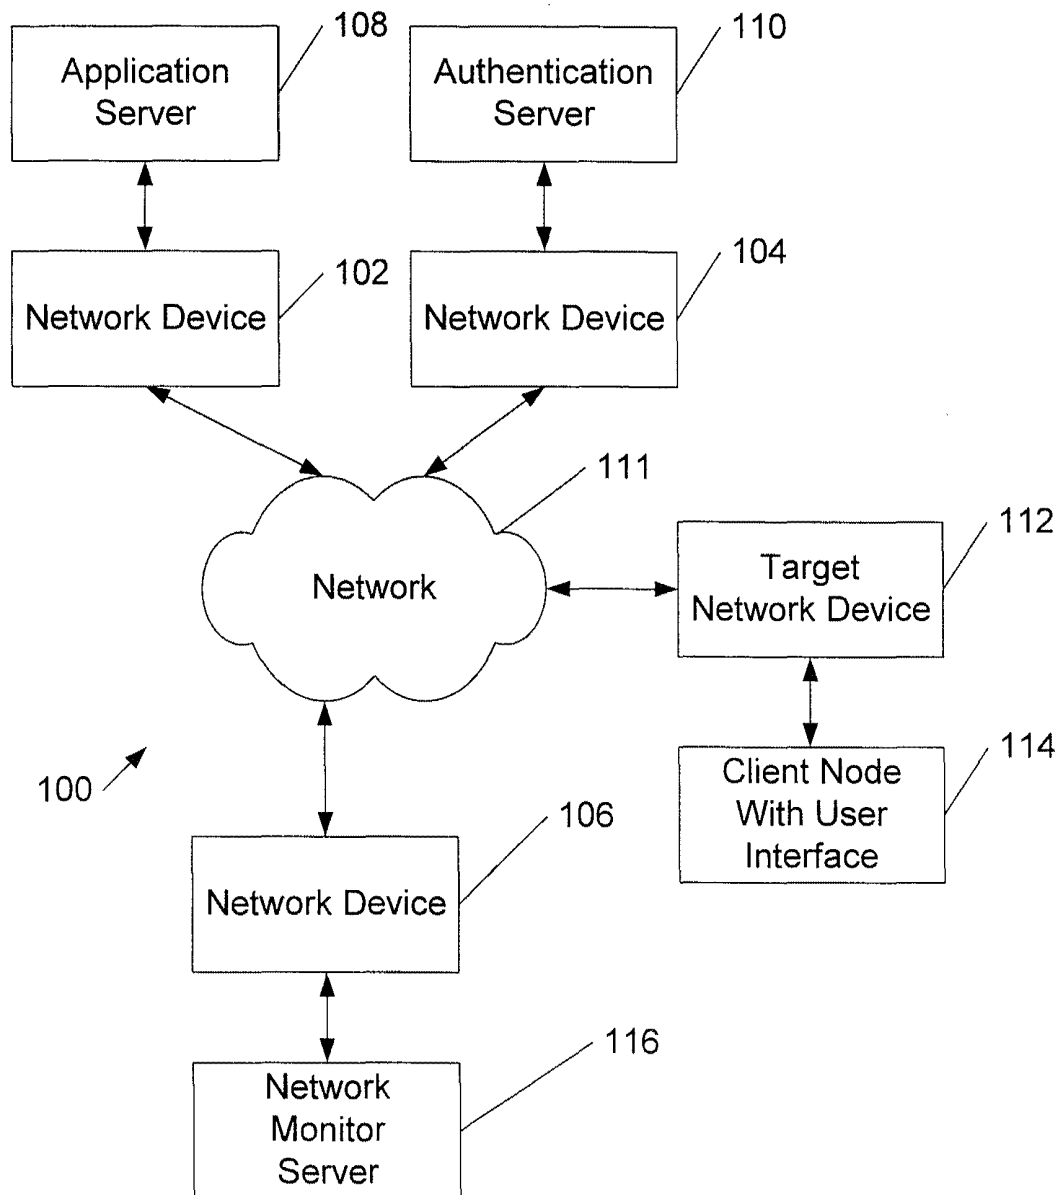 108
110
Application
Server
Authentication
Server
102
104
Network Device
Network Device
111
112
Network
Target
Network Device
100
114
Client Node
With User
Interface
106
Network Device
116
Network
Monitor
Server